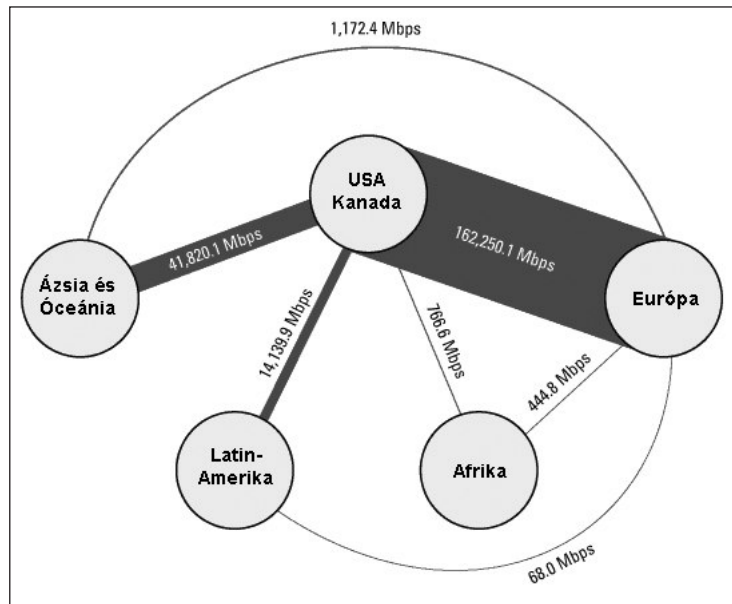 1,172.4 Mbps
USA
Kanada
41,820.1 Mbps
162,250.1 Mbps
Ázsia és
Óceánia
Európa
14,139.9 Mbps
766.6 Mbps
444.8 Mbps
Latin-
Amerika
Afrika
68.0 Mbps